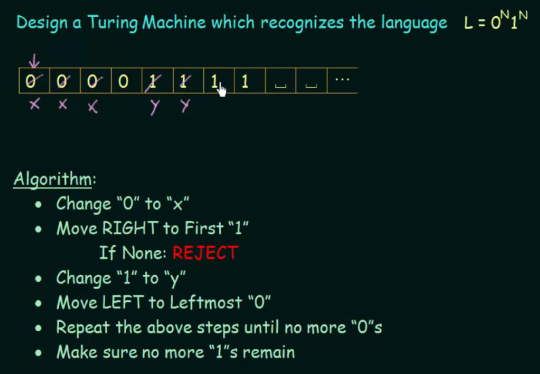 Design a Turing Machine which recognizes the language L = 0ᴺ1ᴺ
0 0 0 0 1 1 1 1 ␣ ␣ ...
x x x y y
Algorithm:
• Change “0” to “x”
• Move RIGHT to First “1”
If None: REJECT
• Change “1” to “y”
• Move LEFT to Leftmost “0”
• Repeat the above steps until no more “0”s
• Make sure no more “1”s remain